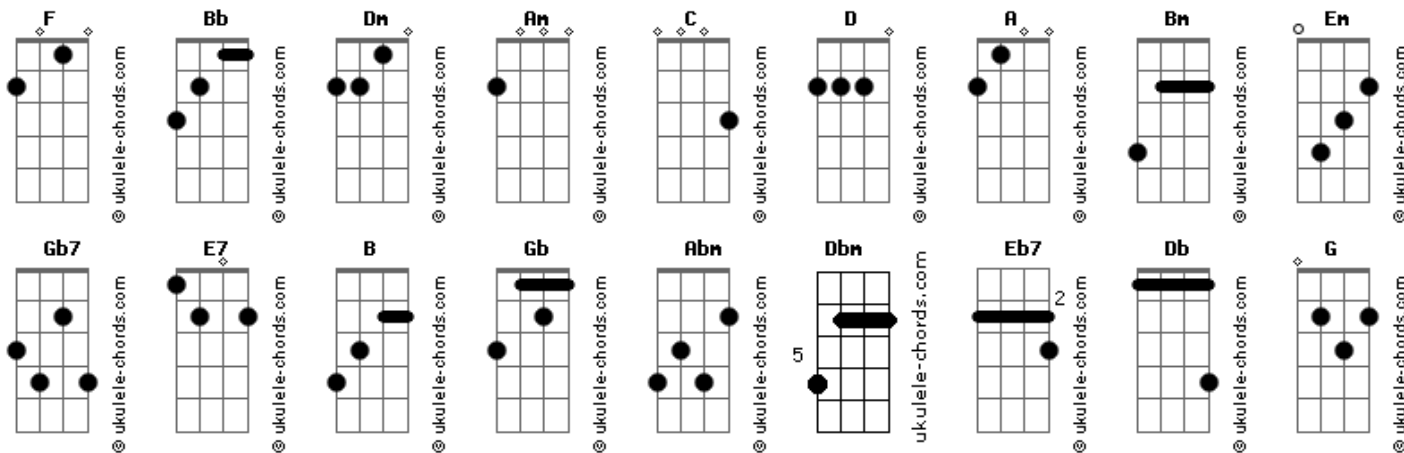 F Bb Dm Am C D A Bm Em
© ukulele-chords.com © ukulele-chords.com © ukulele-chords.com © ukulele-chords.com © ukulele-chords.com © ukulele-chords.com © ukulele-chords.com © ukulele-chords.com © ukulele-chords.com
Gb7 E7 B Gb Abm Dbm Eb7 Db G
5 2
© ukulele-chords.com © ukulele-chords.com © ukulele-chords.com © ukulele-chords.com © ukulele-chords.com ukulele-chords.com © ukulele-chords.com © ukulele-chords.com © ukulele-chords.com